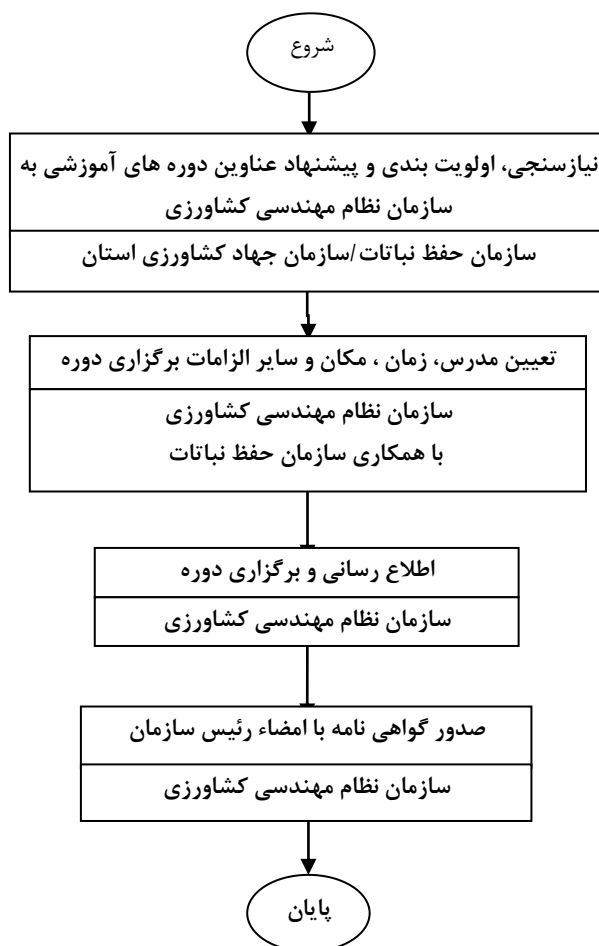 شروع
نیازسنجی، اولویت بندی و پیشنهاد عناوین دوره های آموزشی به
سازمان نظام مهندسی کشاورزی
سازمان حفظ نباتات/سازمان جهاد کشاورزی استان
تعیین مدرس، زمان ، مکان و سایر الزامات برگزاری دوره
سازمان نظام مهندسی کشاورزی
با همکاری سازمان حفظ نباتات
اطلاع رسانی و برگزاری دوره
سازمان نظام مهندسی کشاورزی
صدور گواهی نامه با امضاء رئیس سازمان
سازمان نظام مهندسی کشاورزی
پایان